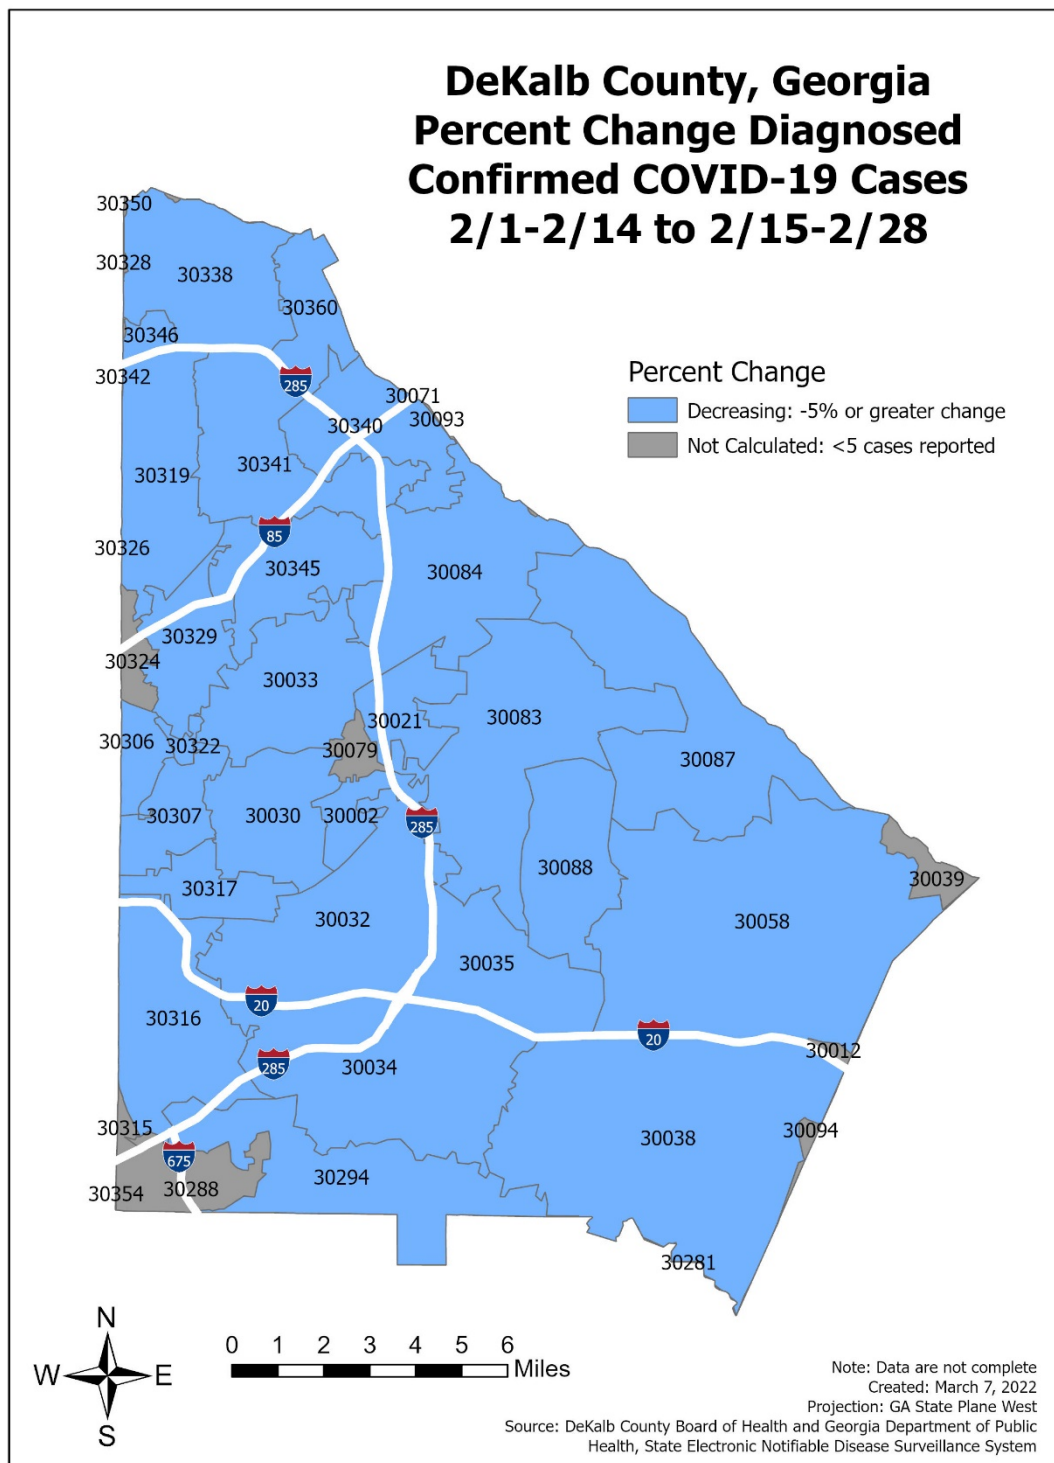 DeKalb County, Georgia
Percent Change Diagnosed
Confirmed COVID-19 Cases
2/1-2/14 to 2/15-2/28
30350
30328
30338
30360
30346
30342
285
Percent Change
Decreasing: -5% or greater change
Not Calculated: <5 cases reported
30071
30093
30340
30341
30319
85
30326
30345
30084
30329
30324
30033
30021
30083
30306
30322
30079
30087
30307
30030
30002
285
30088
30039
30317
30032
30058
30035
20
30316
20
30012
285
30034
30315
30094
30038
675
30354
30288
30294
30281
N
W
E
S
0 1 2 3 4 5 6
Miles
Note: Data are not complete
Created: March 7, 2022
Projection: GA State Plane West
Source: DeKalb County Board of Health and Georgia Department of Public
Health, State Electronic Notifiable Disease Surveillance System